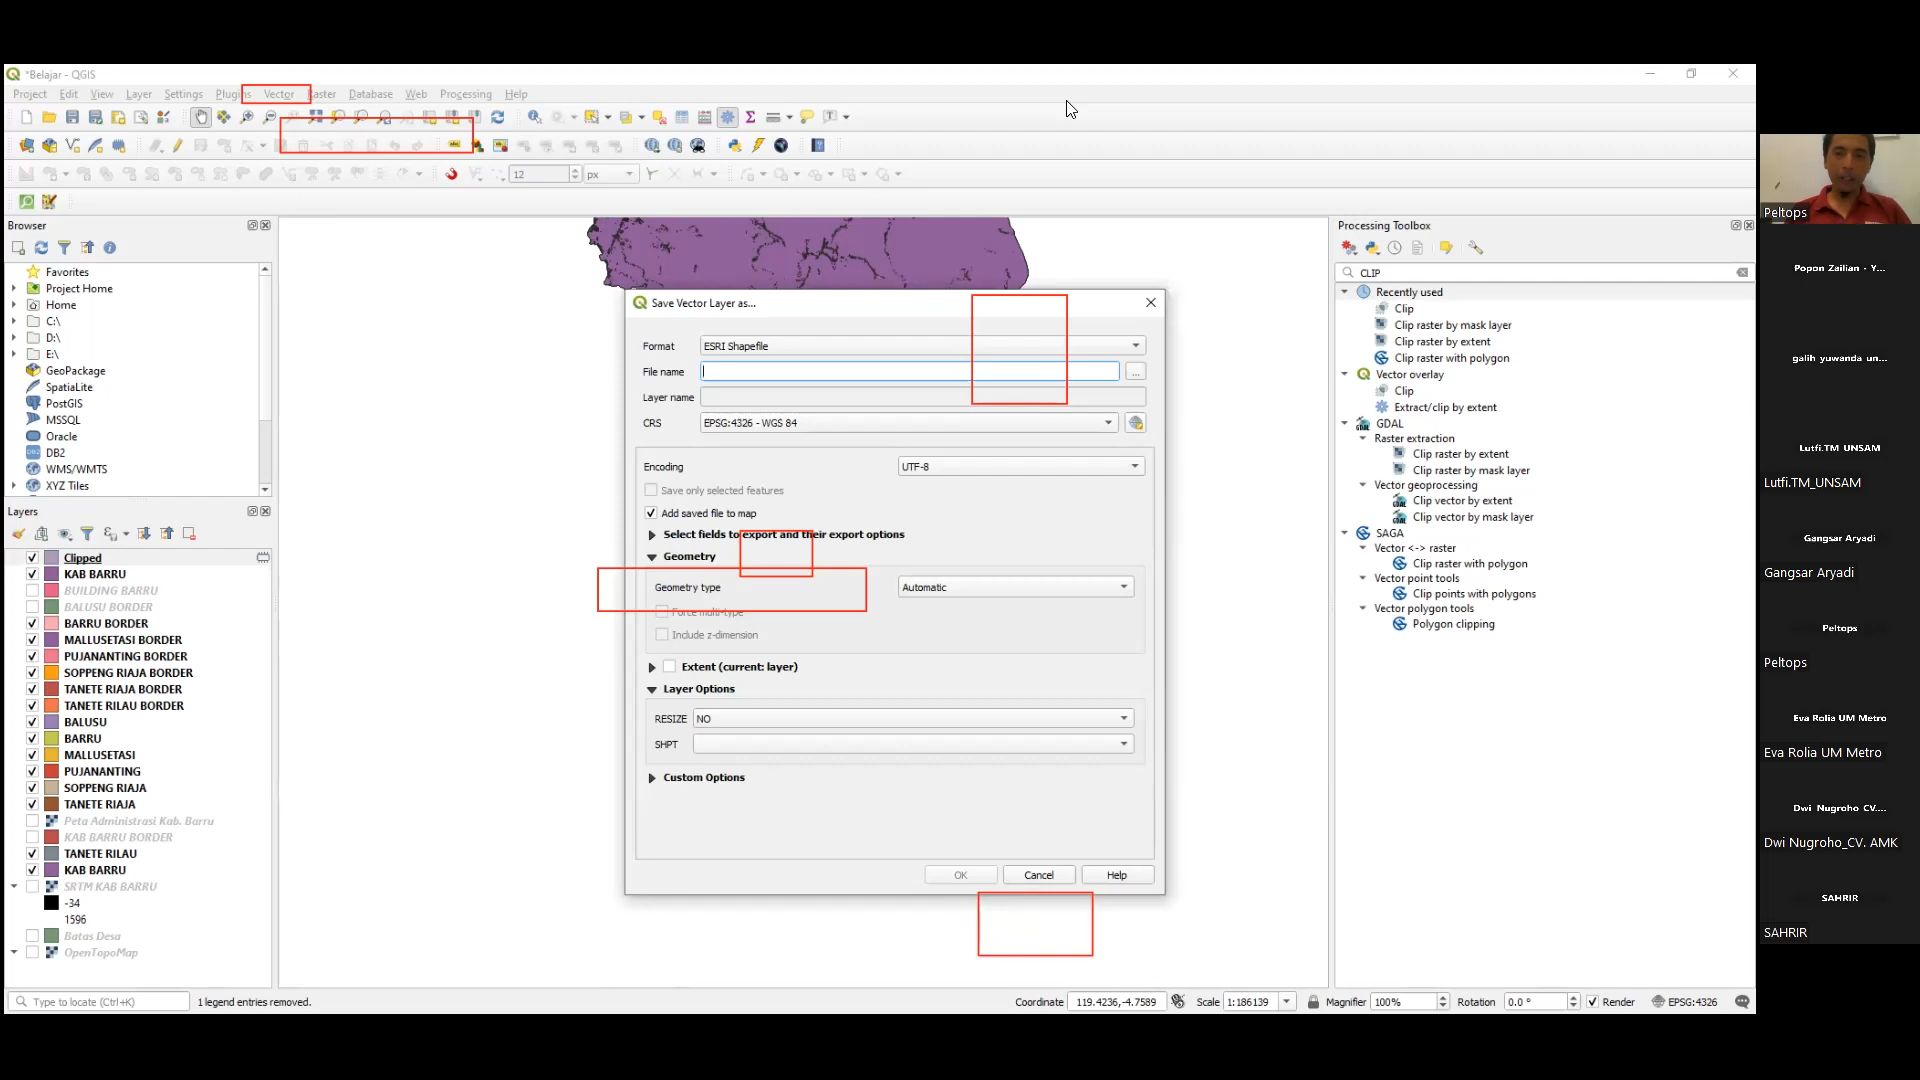 *Belajar - QGIS
Project Edit View Layer Settings Plugins Vector Raster Database Web Processing Help
12 px
Browser
Favorites
Project Home
Home
C:\
D:\
E:\
GeoPackage
SpatiaLite
PostGIS
MSSQL
Oracle
DB2
WMS/WMTS
XYZ Tiles
Layers
Clipped
KAB BARRU
BUILDING BARRU
BALUSU BORDER
BARRU BORDER
MALLUSETASI BORDER
PUJANANTING BORDER
SOPPENG RIAJA BORDER
TANETE RIAJA BORDER
TANETE RILAU BORDER
BALUSU
BARRU
MALLUSETASI
PUJANANTING
SOPPENG RIAJA
TANETE RIAJA
Peta Administrasi Kab. Barru
KAB BARRU BORDER
TANETE RILAU
KAB BARRU
SRTM KAB BARRU
-34
1596
Batas Desa
OpenTopoMap
Save Vector Layer as...
Format ESRI Shapefile
File name ...
Layer name
CRS EPSG:4326 - WGS 84
Encoding UTF-8
Save only selected features
Add saved file to map
Select fields to export and their export options
Geometry
Geometry type Automatic
Force multi-type
Include z-dimension
Extent (current: layer)
Layer Options
RESIZE NO
SHPT
Custom Options
OK Cancel Help
Processing Toolbox
CLIP
Recently used
Clip
Clip raster by mask layer
Clip raster by extent
Clip raster with polygon
Vector overlay
Clip
Extract/clip by extent
GDAL
Raster extraction
Clip raster by extent
Clip raster by mask layer
Vector geoprocessing
Clip vector by extent
Clip vector by mask layer
SAGA
Vector <-> raster
Clip raster with polygon
Vector point tools
Clip points with polygons
Vector polygon tools
Polygon clipping
Type to locate (Ctrl+K) 1 legend entries removed. Coordinate 119.4236,-4.7589 Scale 1:186139 Magnifier 100% Rotation 0.0 ° Render EPSG:4326
Peltops
Popon Zailian - Y...
galih yuwanda un...
Lutfi.TM UNSAM
Lutfi.TM_UNSAM
Gangsar Aryadi
Gangsar Aryadi
Peltops
Peltops
Eva Rolia UM Metro
Eva Rolia UM Metro
Dwi Nugroho CV....
Dwi Nugroho_CV. AMK
SAHRIR
SAHRIR